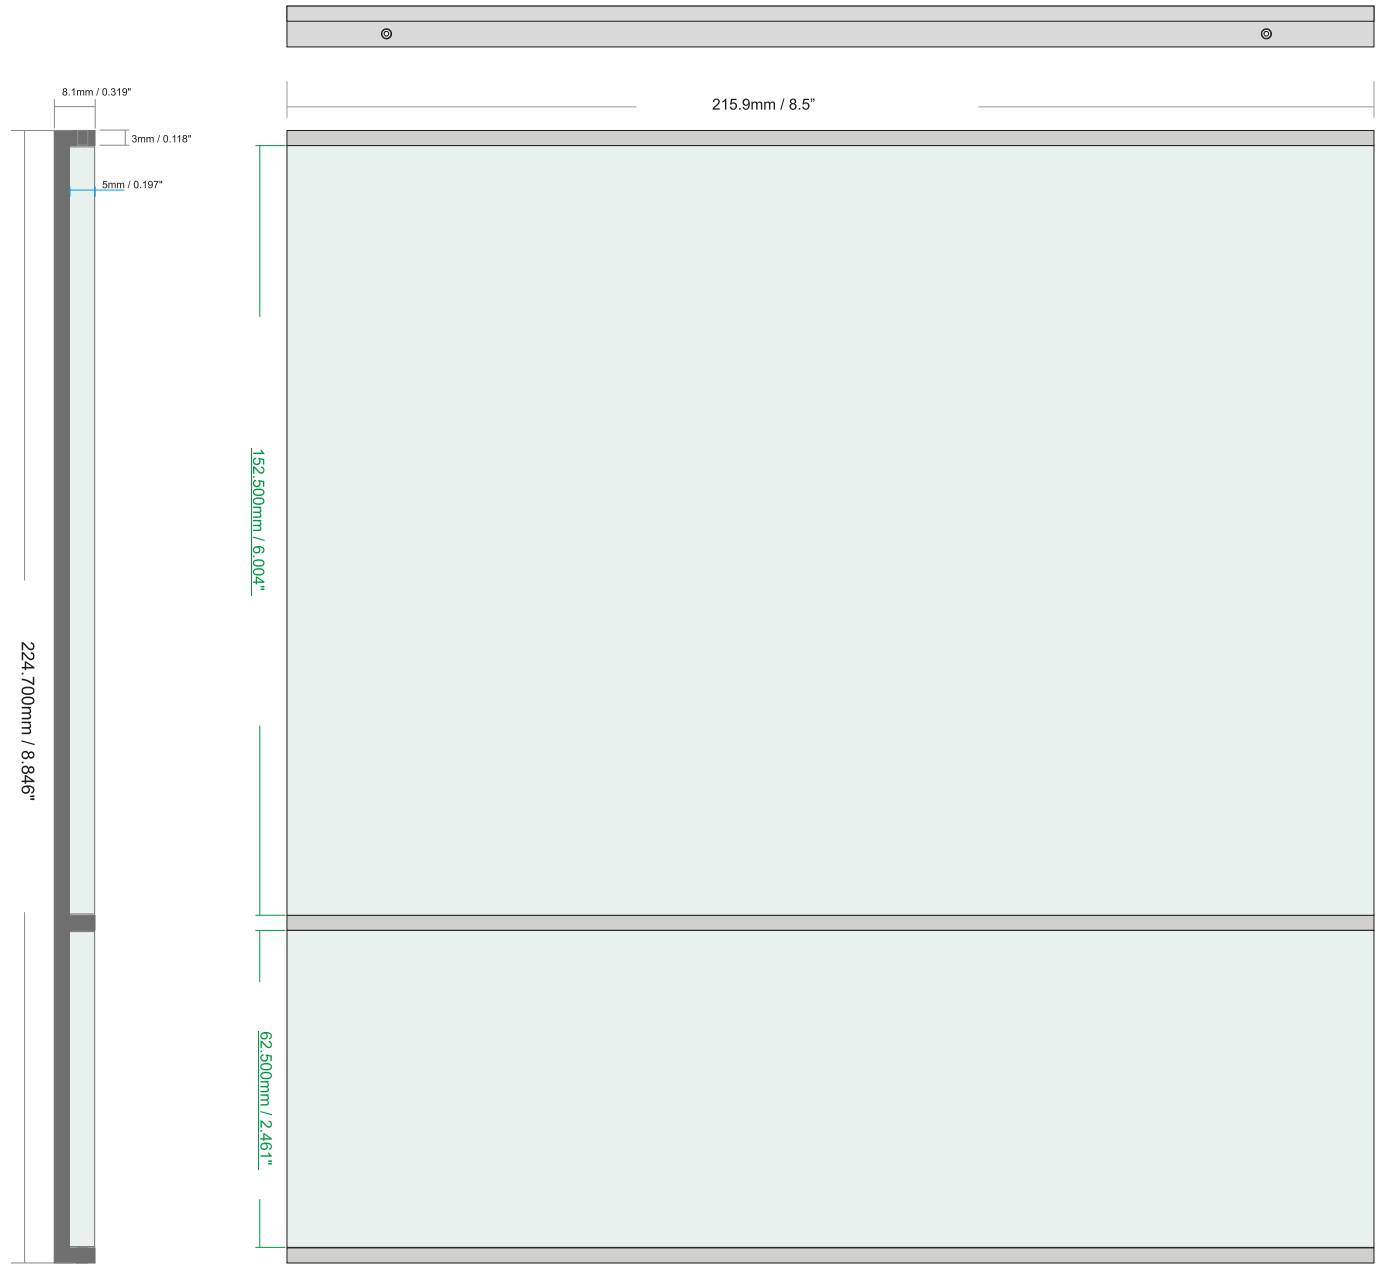 8.1mm / 0.319"
215.9mm / 8.5”
3mm / 0.118"
5mm / 0.197"
152.500mm / 6.004"
224.700mm / 8.846"
62.500mm / 2.461"